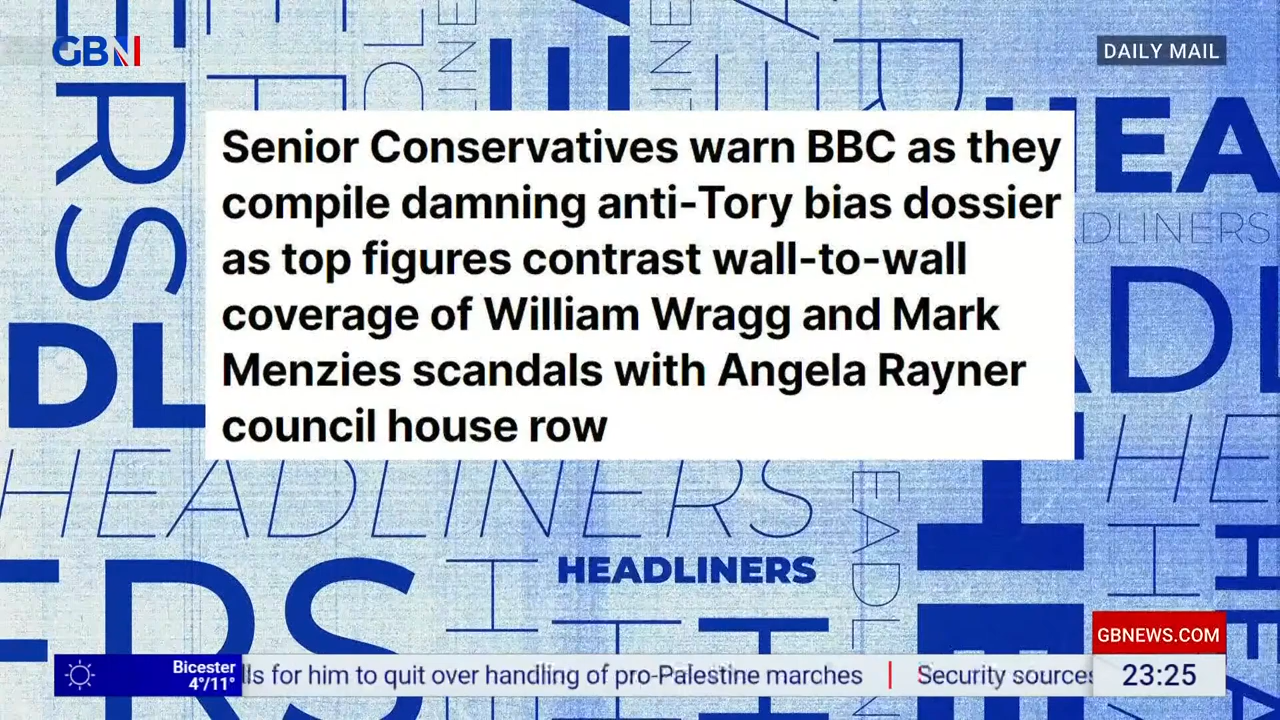 GBN
DAILY MAIL
Senior Conservatives warn BBC as they
compile damning anti-Tory bias dossier
as top figures contrast wall-to-wall
coverage of William Wragg and Mark
Menzies scandals with Angela Rayner
council house row
HEADLINERS
HEADLINERS
GBNEWS.COM
Bicester
4°/11°
lls for him to quit over handling of pro-Palestine marches | Security sources
23:25